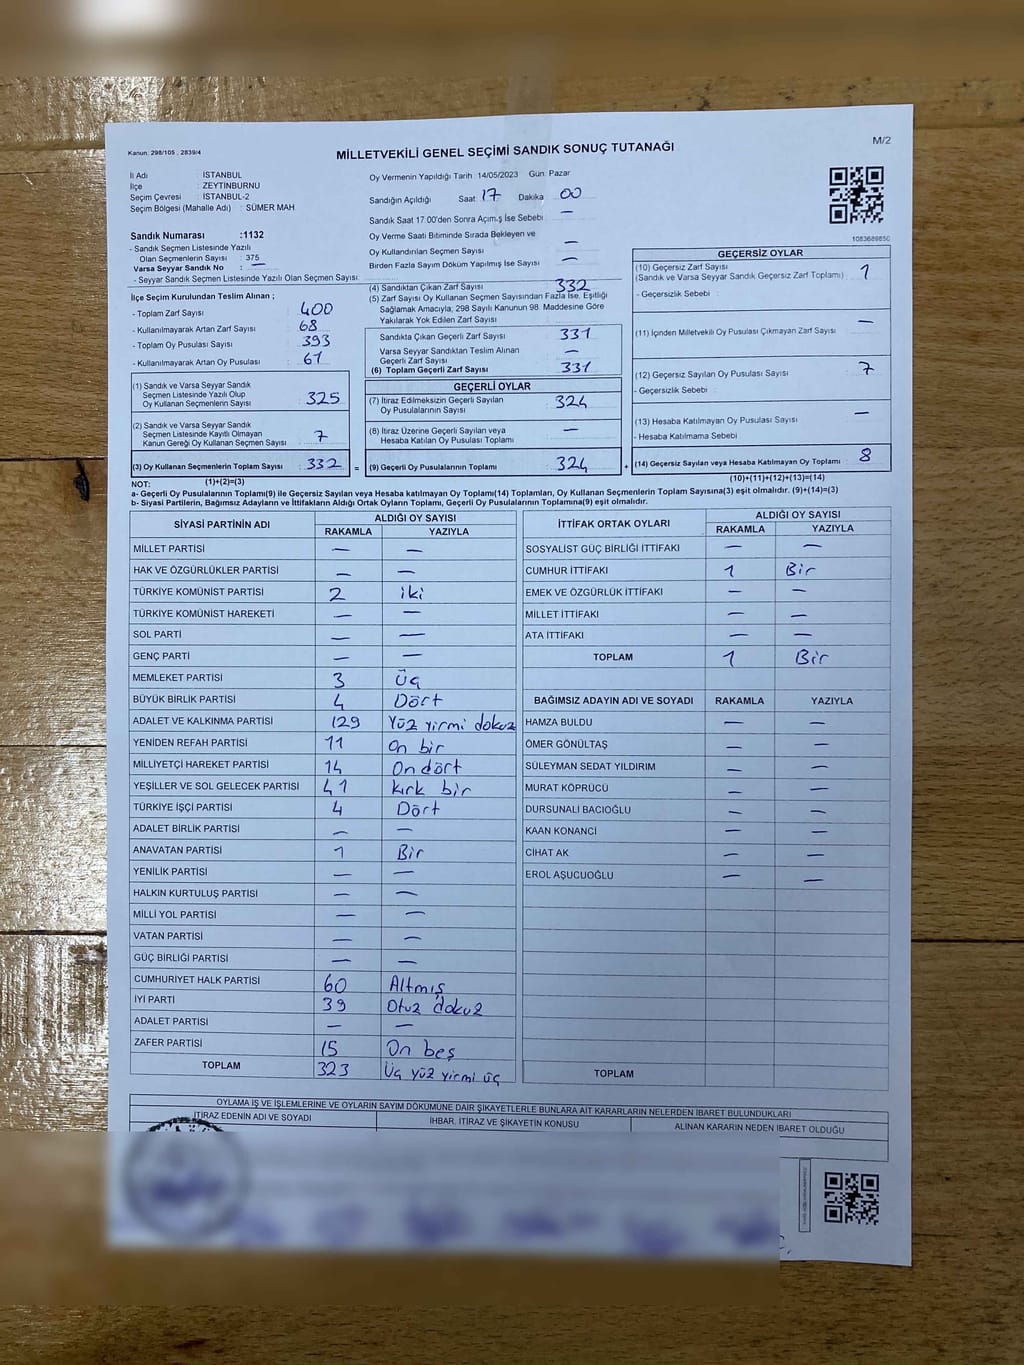 Kanun: 298/105 , 2839/4
MİLLETVEKİLİ GENEL SEÇİMİ SANDIK SONUÇ TUTANAĞI
M/2
İl Adı : İSTANBUL
İlçe : ZEYTİNBURNU
Seçim Çevresi : İSTANBUL-2
Seçim Bölgesi (Mahalle Adı) : SÜMER MAH.
Sandık Numarası :1132
- Sandık Seçmen Listesinde Yazılı
Olan Seçmenlerin Sayısı : 375
Varsa Seyyar Sandık No : —
- Seyyar Sandık Seçmen Listesinde Yazılı Olan Seçmen Sayısı:
Oy Vermenin Yapıldığı Tarih 14/05/2023 Gün: Pazar
Sandığın Açıldığı Saat 17 Dakika 00
Sandık Saat 17.00'den Sonra Açılmış İse Sebebi —
Oy Verme Saati Bitiminde Sırada Bekleyen ve
Oy Kullandırılan Seçmen Sayısı —
Birden Fazla Sayım Döküm Yapılmış İse Sayısı —
1083689850
İlçe Seçim Kurulundan Teslim Alınan ;
- Toplam Zarf Sayısı : 400
- Kullanılmayarak Artan Zarf Sayısı : 68
- Toplam Oy Pusulası Sayısı : 393
- Kullanılmayarak Artan Oy Pusulası : 61
(1) Sandık ve Varsa Seyyar Sandık
Seçmen Listesinde Yazılı Olup
Oy Kullanan Seçmenlerin Sayısı 325
(2) Sandık ve Varsa Seyyar Sandık
Seçmen Listesinde Kayıtlı Olmayan
Kanun Gereği Oy Kullanan Seçmen Sayısı 7
(3) Oy Kullanan Seçmenlerin Toplam Sayısı 332 =
(1)+(2)=(3)
(4) Sandıktan Çıkan Zarf Sayısı 332
(5) Zarf Sayısı Oy Kullanan Seçmen Sayısından Fazla İse, Eşitliği
Sağlamak Amacıyla; 298 Sayılı Kanunun 98. Maddesine Göre
Yakılarak Yok Edilen Zarf Sayısı
Sandıkta Çıkan Geçerli Zarf Sayısı 331
Varsa Seyyar Sandıktan Teslim Alınan
Geçerli Zarf Sayısı —
(6) Toplam Geçerli Zarf Sayısı 331
GEÇERLİ OYLAR
(7) İtiraz Edilmeksizin Geçerli Sayılan
Oy Pusulalarının Sayısı 324
(8) İtiraz Üzerine Geçerli Sayılan veya
Hesaba Katılan Oy Pusulası Toplamı —
(9) Geçerli Oy Pusulalarının Toplamı 324 +
GEÇERSİZ OYLAR
(10) Geçersiz Zarf Sayısı 1
(Sandık ve Varsa Seyyar Sandık Geçersiz Zarf Toplamı)
- Geçersizlik Sebebi :
(11) İçinden Milletvekili Oy Pusulası Çıkmayan Zarf Sayısı —
(12) Geçersiz Sayılan Oy Pusulası Sayısı 7
- Geçersizlik Sebebi :
(13) Hesaba Katılmayan Oy Pusulası Sayısı —
- Hesaba Katılmama Sebebi
(14) Geçersiz Sayılan veya Hesaba Katılmayan Oy Toplamı 8
(10)+(11)+(12)+(13)=(14)
NOT:
a- Geçerli Oy Pusulalarının Toplamı(9) ile Geçersiz Sayılan veya Hesaba katılmayan Oy Toplamı(14) Toplamları, Oy Kullanan Seçmenlerin Toplam Sayısına(3) eşit olmalıdır. (9)+(14)=(3)
b- Siyasi Partilerin, Bağımsız Adayların ve İttifakların Aldığı Ortak Oyların Toplamı, Geçerli Oy Pusulalarının Toplamına(9) eşit olmalıdır.
SİYASİ PARTİNİN ADI ALDIĞI OY SAYISI
RAKAMLA YAZIYLA
MİLLET PARTİSİ — —
HAK VE ÖZGÜRLÜKLER PARTİSİ — —
TÜRKİYE KOMÜNİST PARTİSİ 2 iki
TÜRKİYE KOMÜNİST HAREKETİ — —
SOL PARTİ — —
GENÇ PARTİ — —
MEMLEKET PARTİSİ 3 Üç
BÜYÜK BİRLİK PARTİSİ 4 Dört
ADALET VE KALKINMA PARTİSİ 129 Yüz yirmi dokuz
YENİDEN REFAH PARTİSİ 11 On bir
MİLLİYETÇİ HAREKET PARTİSİ 14 On dört
YEŞİLLER VE SOL GELECEK PARTİSİ 41 kırk bir
TÜRKİYE İŞÇİ PARTİSİ 4 Dört
ADALET BİRLİK PARTİSİ — —
ANAVATAN PARTİSİ 1 Bir
YENİLİK PARTİSİ — —
HALKIN KURTULUŞ PARTİSİ — —
MİLLİ YOL PARTİSİ — —
VATAN PARTİSİ — —
GÜÇ BİRLİĞİ PARTİSİ — —
CUMHURİYET HALK PARTİSİ 60 Altmış
İYİ PARTİ 39 Otuz dokuz
ADALET PARTİSİ — —
ZAFER PARTİSİ 15 On beş
TOPLAM 323 Üç yüz yirmi üç
İTTİFAK ORTAK OYLARI ALDIĞI OY SAYISI
RAKAMLA YAZIYLA
SOSYALİST GÜÇ BİRLİĞİ İTTİFAKI — —
CUMHUR İTTİFAKI 1 Bir
EMEK VE ÖZGÜRLÜK İTTİFAKI — —
MİLLET İTTİFAKI — —
ATA İTTİFAKI — —
TOPLAM 1 Bir
BAĞIMSIZ ADAYIN ADI VE SOYADI RAKAMLA YAZIYLA
HAMZA BULDU — —
ÖMER GÖNÜLTAŞ — —
SÜLEYMAN SEDAT YILDIRIM — —
MURAT KÖPRÜCÜ — —
DURSUNALİ BACIOĞLU — —
KAAN KONANCİ — —
CİHAT AK — —
EROL AŞUCUOĞLU — —
TOPLAM
OYLAMA İŞ VE İŞLEMLERİNE VE OYLARIN SAYIM DÖKÜMÜNE DAİR ŞİKAYETLERLE BUNLARA AİT KARARLARIN NELERDEN İBARET BULUNDUKLARI
İTİRAZ EDENİN ADI VE SOYADI İHBAR, İTİRAZ VE ŞİKAYETİN KONUSU ALINAN KARARIN NEDEN İBARET OLDUĞU